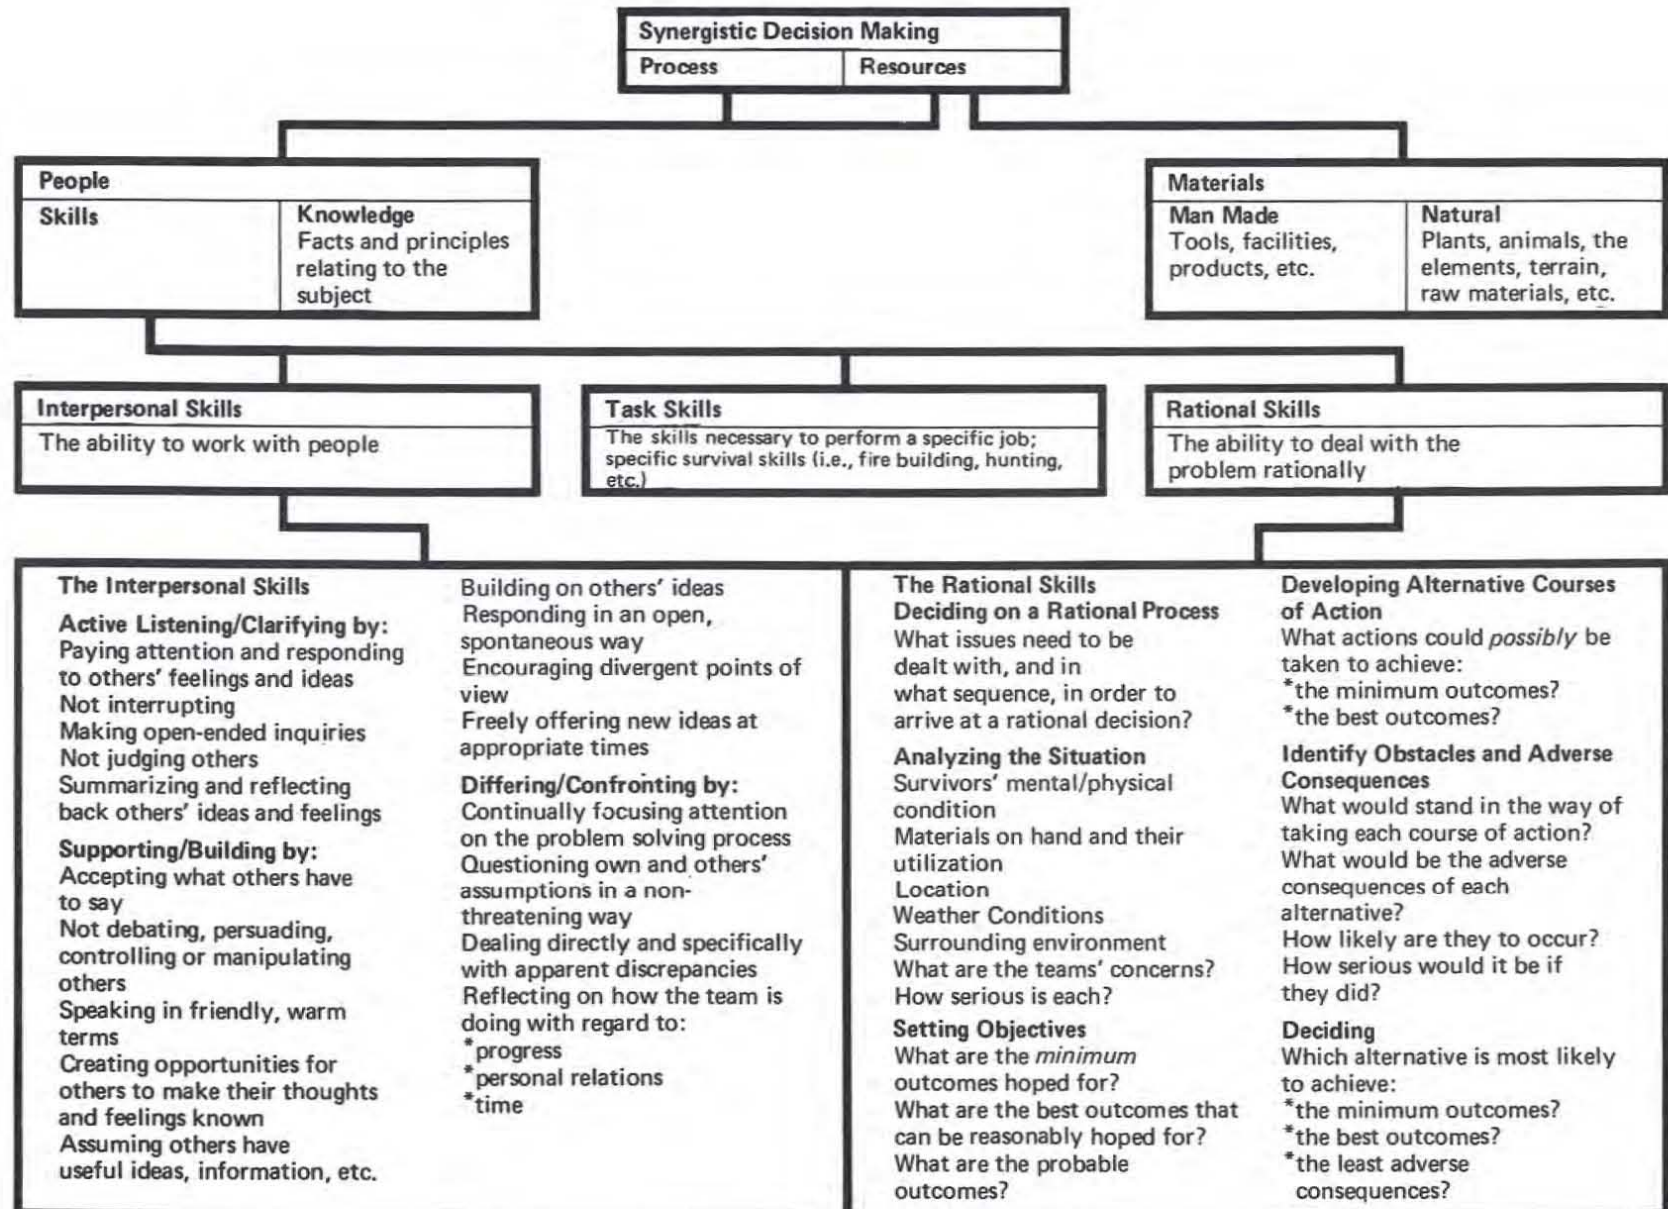 Synergistic Decision Making
Process
Resources
People
Skills
Knowledge
Facts and principles
relating to the
subject
Materials
Man Made
Tools, facilities,
products, etc.
Natural
Plants, animals, the
elements, terrain,
raw materials, etc.
Interpersonal Skills
The ability to work with people
Task Skills
The skills necessary to perform a specific job;
specific survival skills (i.e., fire building, hunting,
etc.)
Rational Skills
The ability to deal with the
problem rationally
The Interpersonal Skills
Active Listening/Clarifying by:
Paying attention and responding
to others' feelings and ideas
Not interrupting
Making open-ended inquiries
Not judging others
Summarizing and reflecting
back others' ideas and feelings
Supporting/Building by:
Accepting what others have
to say
Not debating, persuading,
controlling or manipulating
others
Speaking in friendly, warm
terms
Creating opportunities for
others to make their thoughts
and feelings known
Assuming others have
useful ideas, information, etc.
Building on others' ideas
Responding in an open,
spontaneous way
Encouraging divergent points of
view
Freely offering new ideas at
appropriate times
Differing/Confronting by:
Continually focusing attention
on the problem solving process
Questioning own and others'
assumptions in a non-
threatening way
Dealing directly and specifically
with apparent discrepancies
Reflecting on how the team is
doing with regard to:
*progress
*personal relations
*time
The Rational Skills
Deciding on a Rational Process
What issues need to be
dealt with, and in
what sequence, in order to
arrive at a rational decision?
Analyzing the Situation
Survivors' mental/physical
condition
Materials on hand and their
utilization
Location
Weather Conditions
Surrounding environment
What are the teams' concerns?
How serious is each?
Setting Objectives
What are the minimum
outcomes hoped for?
What are the best outcomes that
can be reasonably hoped for?
What are the probable
outcomes?
Developing Alternative Courses
of Action
What actions could possibly be
taken to achieve:
*the minimum outcomes?
*the best outcomes?
Identify Obstacles and Adverse
Consequences
What would stand in the way of
taking each course of action?
What would be the adverse
consequences of each
alternative?
How likely are they to occur?
How serious would it be if
they did?
Deciding
Which alternative is most likely
to achieve:
*the minimum outcomes?
*the best outcomes?
*the least adverse
consequences?